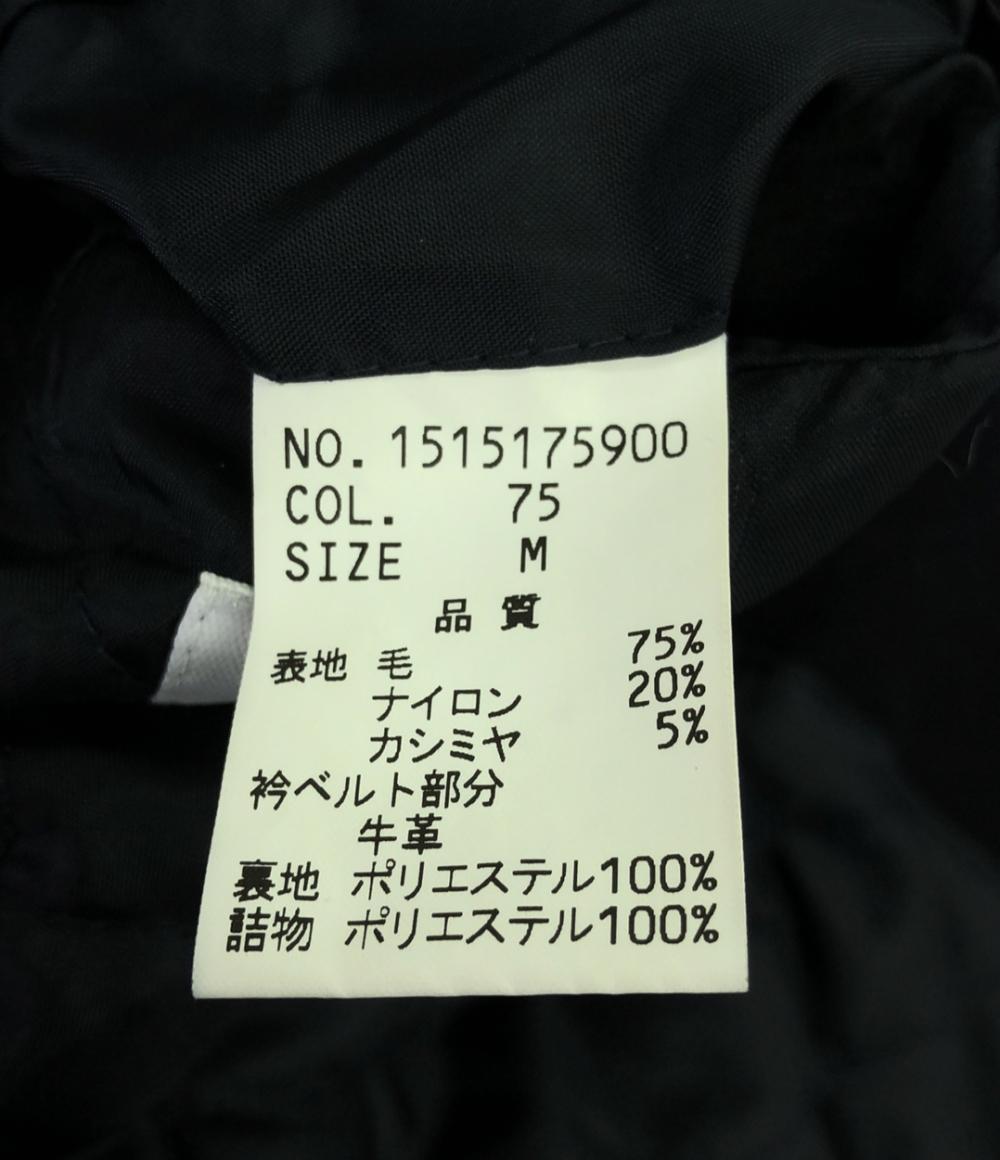 NO. 1515175900
COL. 75
SIZE M
品 質
表地 毛 75%
ナイロン 20%
カシミヤ 5%
衿ベルト部分
牛革
裏地 ポリエステル100%
詰物 ポリエステル100%